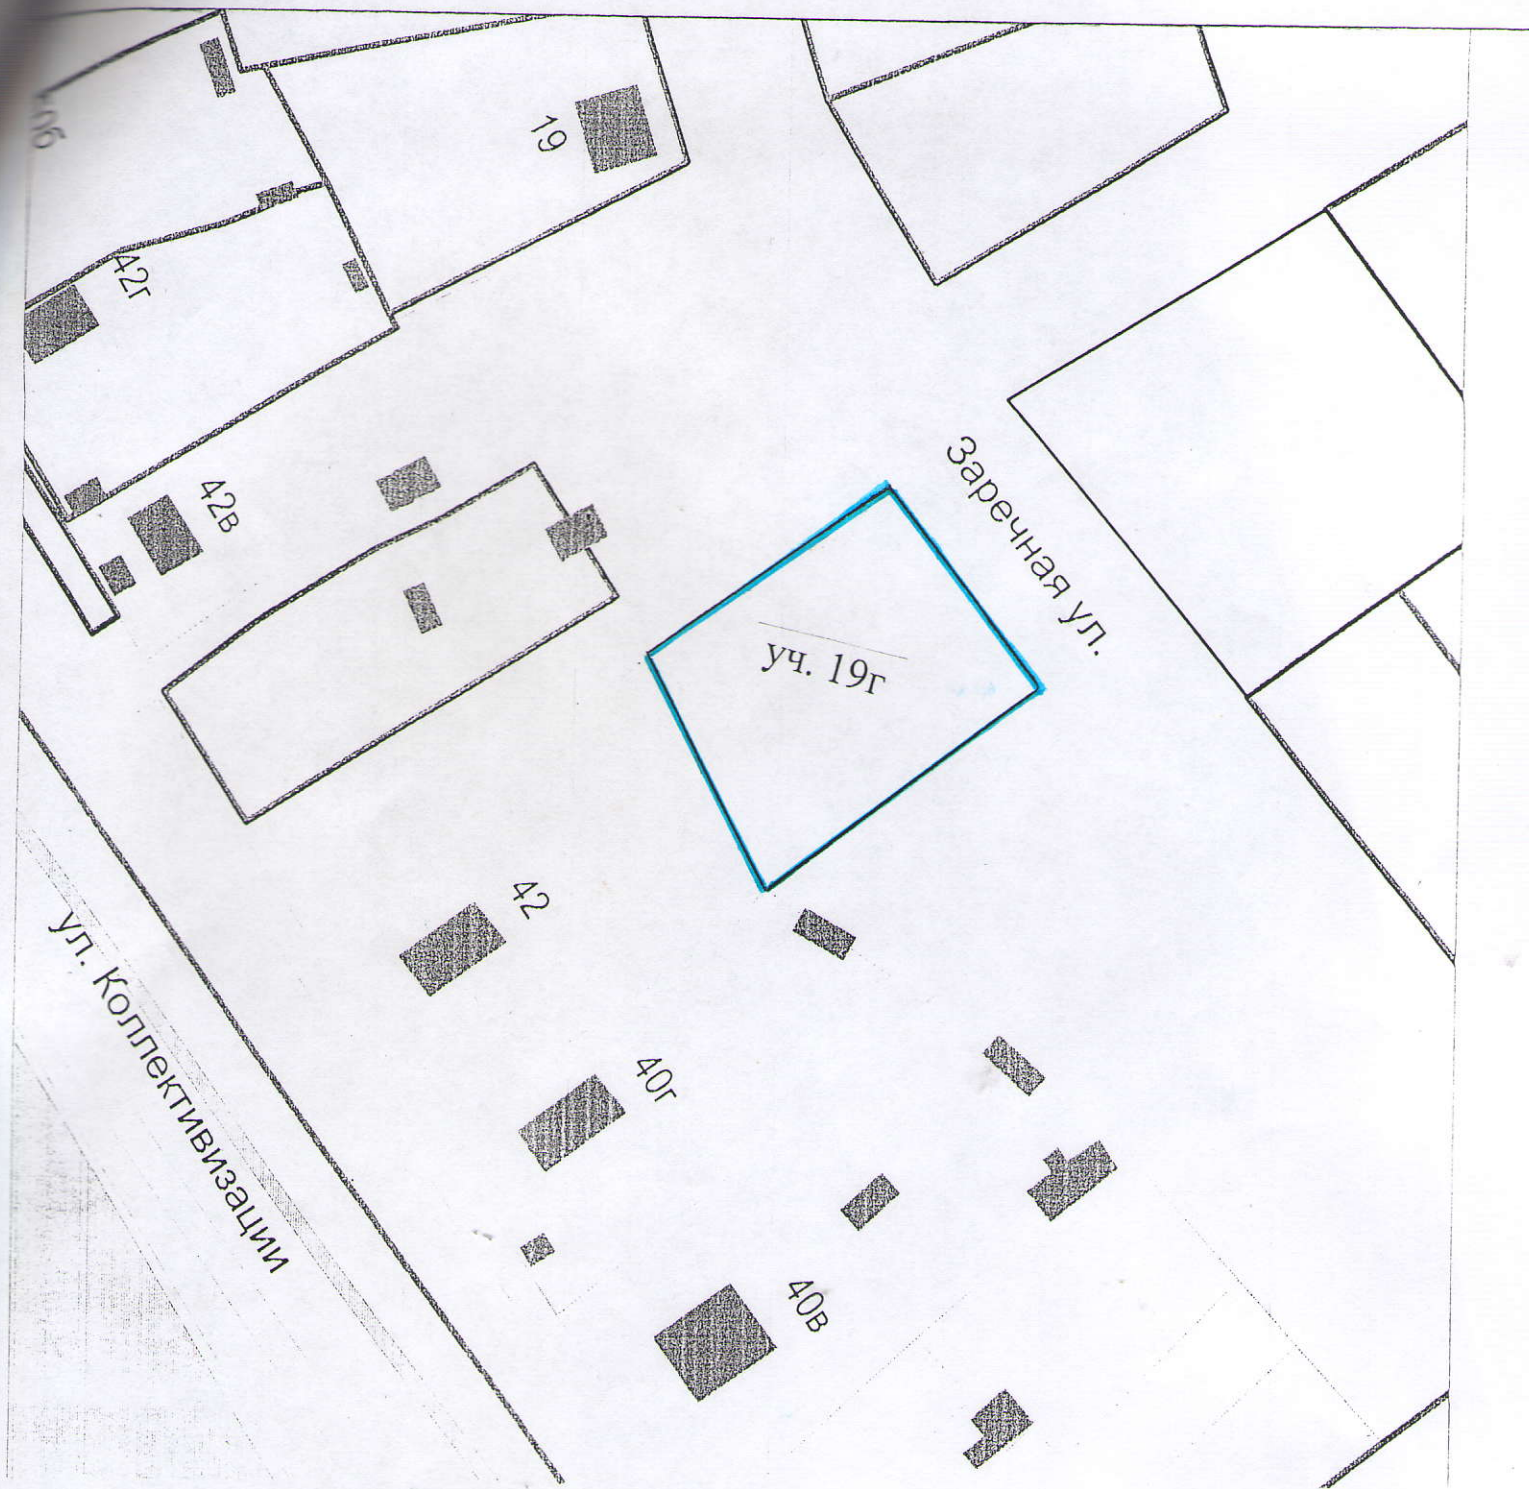 19
42г
42в
Заречная ул.
уч. 19г
42
ул. Коллективизации
40г
40в